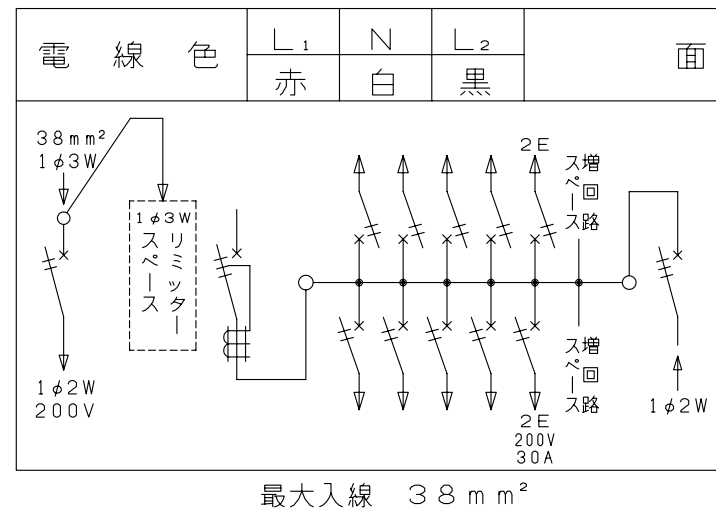 電線色 L₁ N L₂ 面
赤 白 黒
38mm²
1φ3W
1φ3W
リミッター
スペース
1φ2W
200V
2E
増回路
スペース
増回路
スペース
2E
200V
30A
1φ2W
最大入線 38mm²